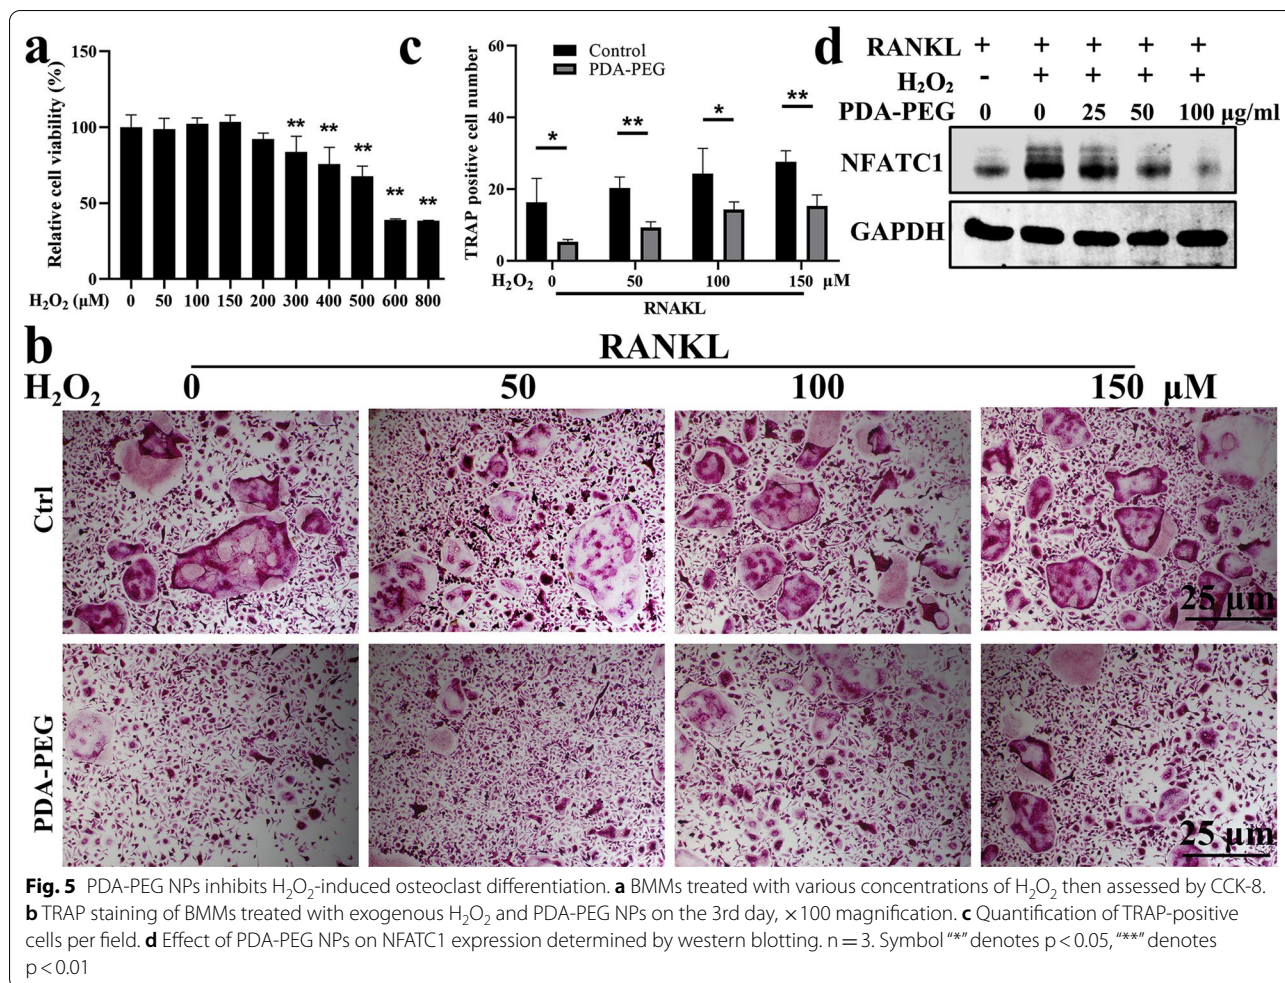 a
150
100
50
0
Relative cell viability (%)
** ** ** ** **
H₂O₂ (μM) 0 50 100 150 200 300 400 500 600 800
c
60
40
20
0
TRAP positive cell number
Control
PDA-PEG
* ** * **
H₂O₂ 0 50 100 150 μM
RNAKL
d
RANKL + + + + +
H₂O₂ - + + + +
PDA-PEG 0 0 25 50 100 μg/ml
NFATC1
GAPDH
b
RANKL
H₂O₂ 0 50 100 150 μM
Ctrl
25 μm
PDA-PEG
25 μm
Fig. 5 PDA-PEG NPs inhibits H₂O₂-induced osteoclast differentiation. a BMMs treated with various concentrations of H₂O₂ then assessed by CCK-8.
b TRAP staining of BMMs treated with exogenous H₂O₂ and PDA-PEG NPs on the 3rd day, ×100 magnification. c Quantification of TRAP-positive
cells per field. d Effect of PDA-PEG NPs on NFATC1 expression determined by western blotting. n = 3. Symbol “*” denotes p < 0.05, “**” denotes
p < 0.01